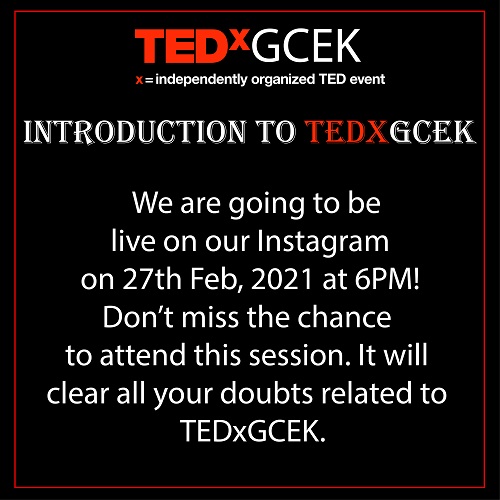 TEDxGCEK
x = independently organized TED event
INTRODUCTION TO TEDXGCEK
We are going to be
live on our Instagram
on 27th Feb, 2021 at 6PM!
Don't miss the chance
to attend this session. It will
clear all your doubts related to
TEDxGCEK.